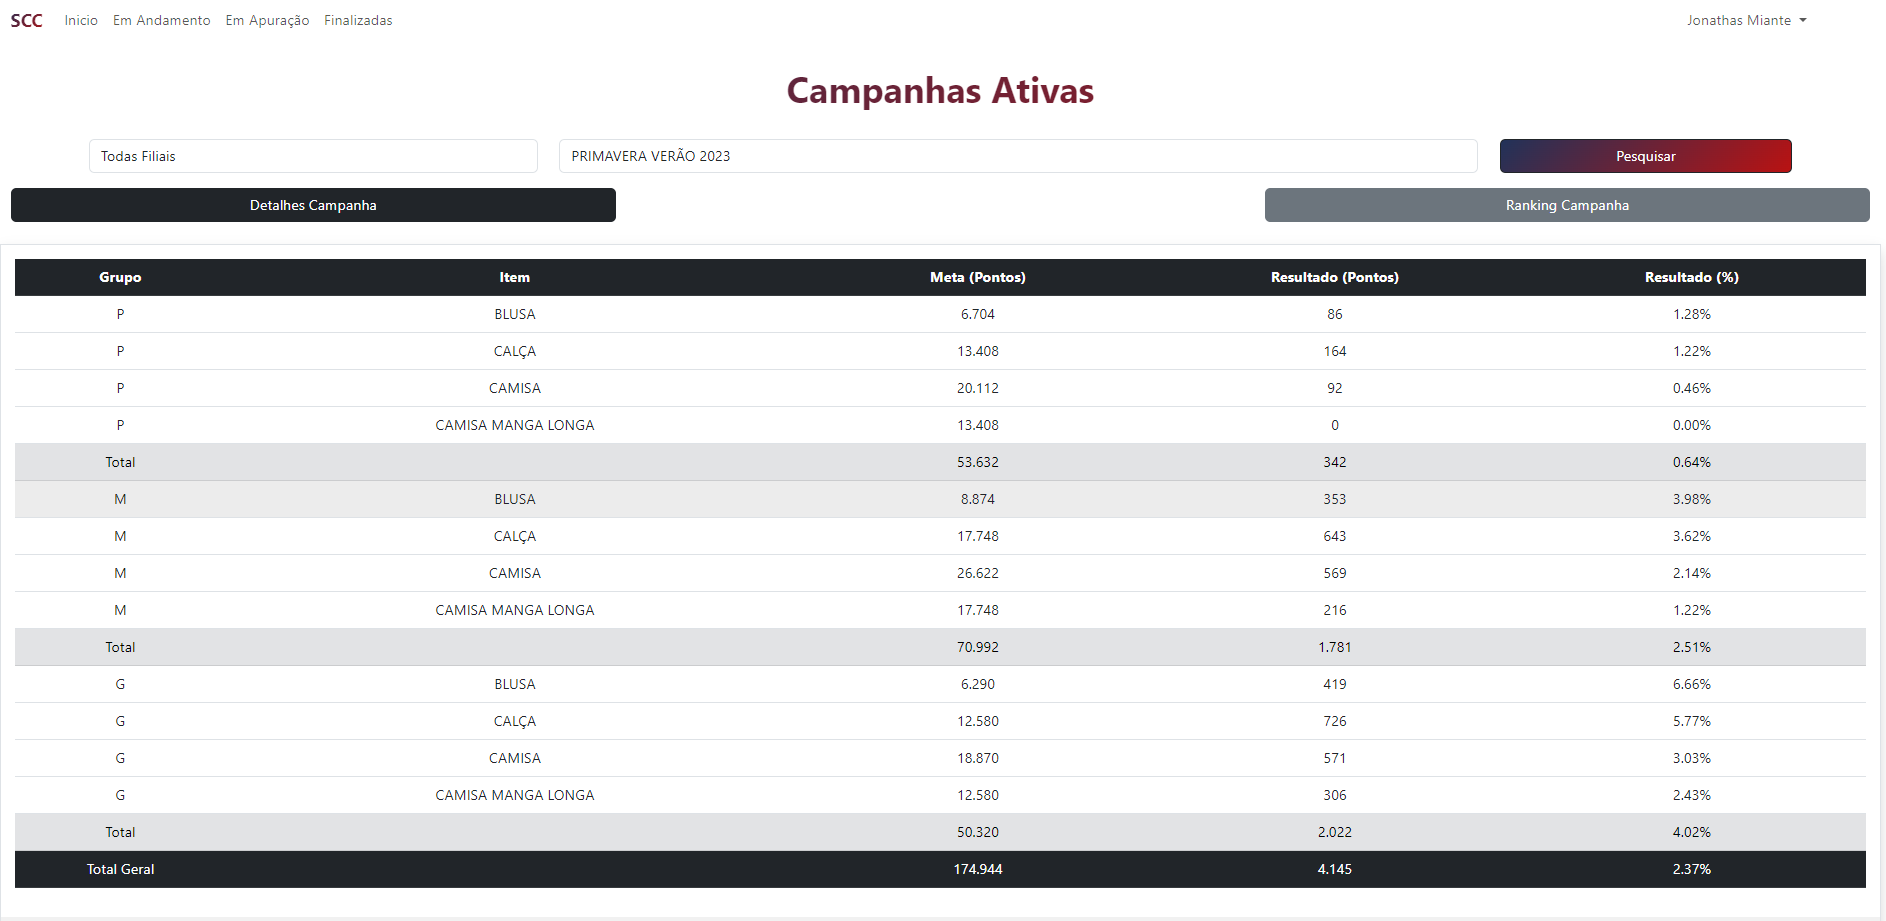 SCC Inicio Em Andamento Em Apuração Finalizadas Jonathas Miante
Campanhas Ativas
Todas Filiais PRIMAVERA VERÃO 2023 Pesquisar
Detalhes Campanha Ranking Campanha
Grupo Item Meta (Pontos) Resultado (Pontos) Resultado (%)
P BLUSA 6.704 86 1.28%
P CALÇA 13.408 164 1.22%
P CAMISA 20.112 92 0.46%
P CAMISA MANGA LONGA 13.408 0 0.00%
Total 53.632 342 0.64%
M BLUSA 8.874 353 3.98%
M CALÇA 17.748 643 3.62%
M CAMISA 26.622 569 2.14%
M CAMISA MANGA LONGA 17.748 216 1.22%
Total 70.992 1.781 2.51%
G BLUSA 6.290 419 6.66%
G CALÇA 12.580 726 5.77%
G CAMISA 18.870 571 3.03%
G CAMISA MANGA LONGA 12.580 306 2.43%
Total 50.320 2.022 4.02%
Total Geral 174.944 4.145 2.37%